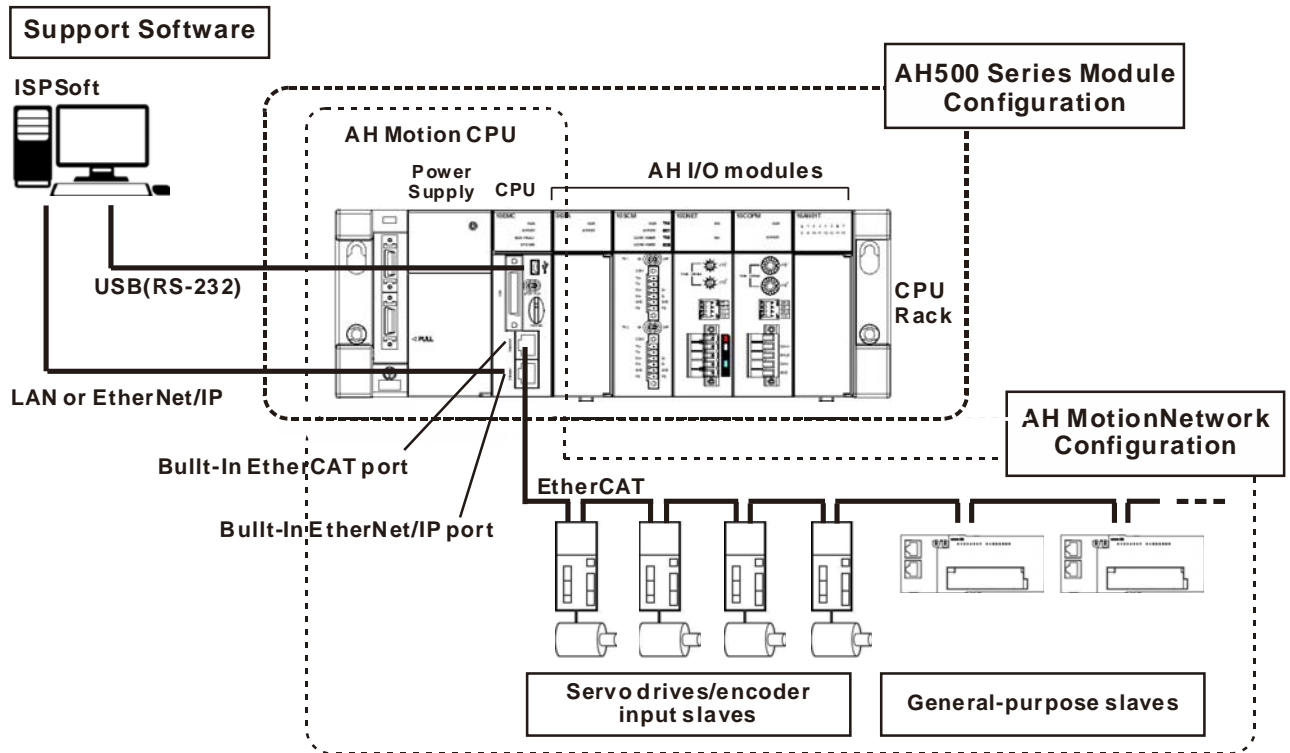 Support Software
ISPSoft
AH500 Series Module
Configuration
AH Motion CPU
Power
Supply
CPU
AH I/O modules
USB(RS-232)
CPU
Rack
PULL
LAN or EtherNet/IP
AH MotionNetwork
Configuration
Bullt-In EtherCAT port
EtherCAT
Bullt-In EtherNet/IP port
Servo drives/encoder
input slaves
General-purpose slaves